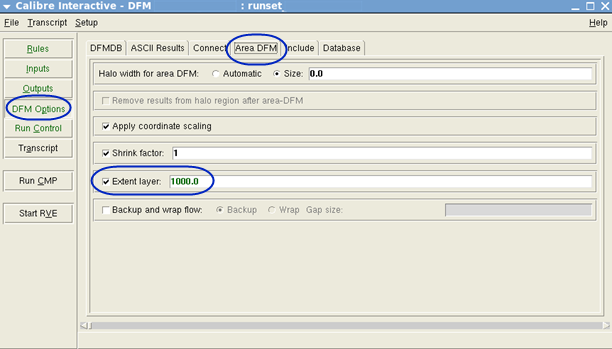 Calibre Interactive - DFM : runset
File Transcript Setup Help
Rules
Inputs
Outputs
DFM Options
Run Control
Transcript
Run CMP
Start RVE
DFMDB ASCII Results Connect Area DFM Include Database
Halo width for area DFM: Automatic Size: 0.0
Remove results from halo region after area-DFM
Apply coordinate scaling
Shrink factor: 1
Extent layer: 1000.0
Backup and wrap flow: Backup Wrap Gap size: